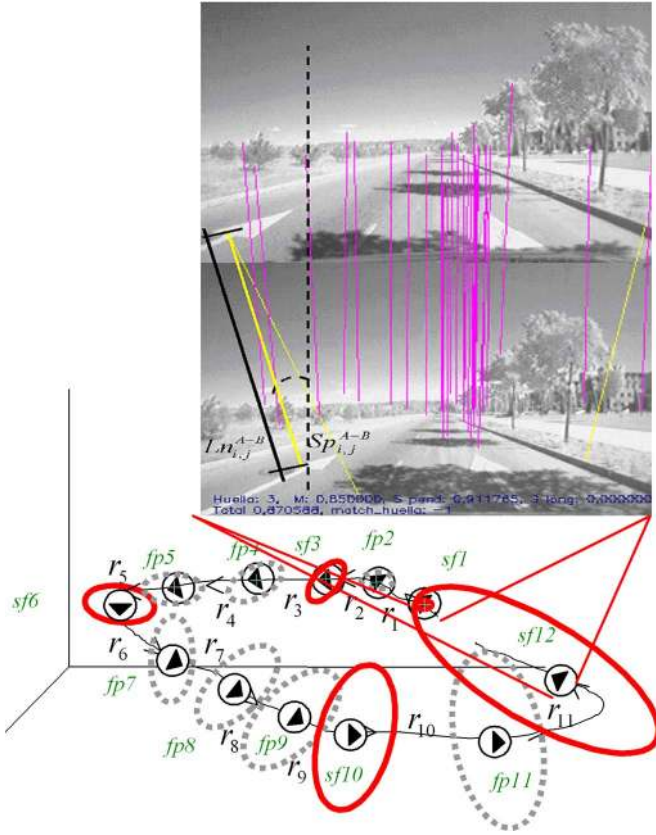 Ln_{i,j}^{A-B} Sp_{i,j}^{A-B}
Huella: 3, M: 0.850000, S pend: 0.911765, S long: 0.000000
Total 0.870588, match_huella: -1
fp5 fp4 sf3 fp2 sf1
r5 r4 r3 r2 r1
sf6
sf12
r6 r7
fp7
r11
r10
fp8 r8 fp9
r9 sf10 fp11